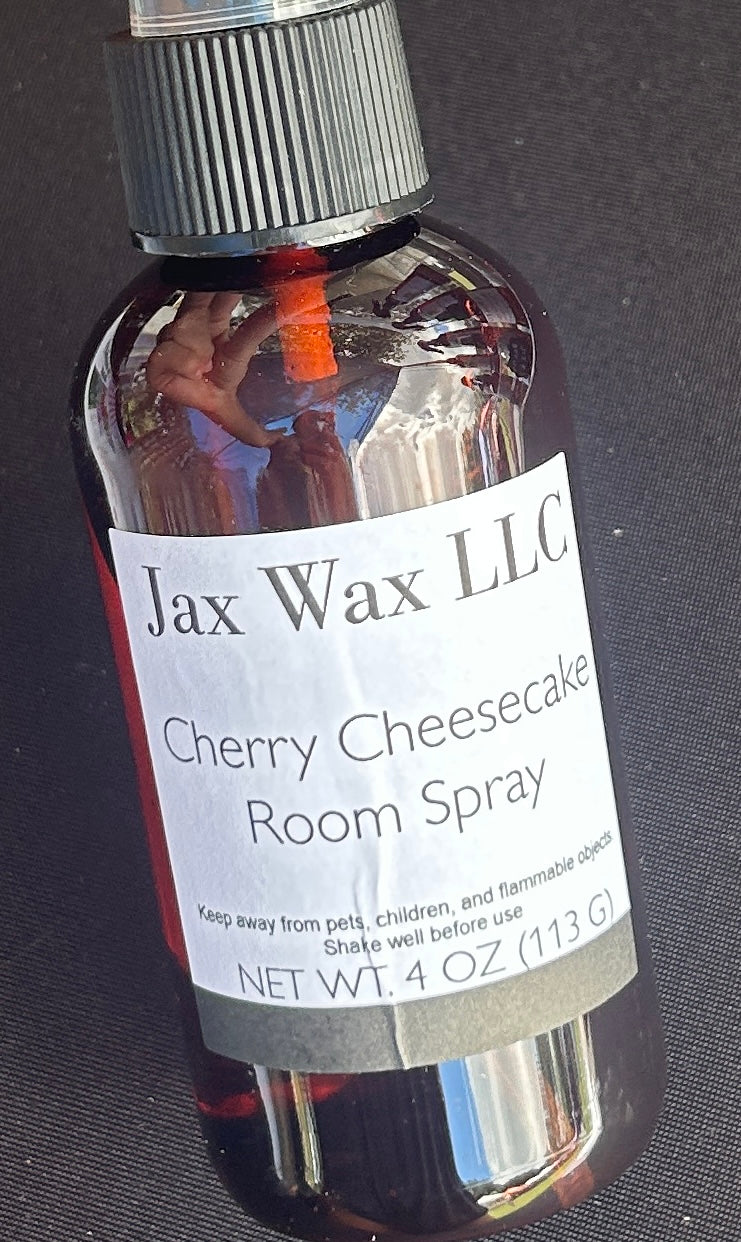 Jax Wax LLC
Cherry Cheesecake
Room Spray
Keep away from pets, children, and flammable objects.
Shake well before use
NET WT. 4 OZ (113 G)